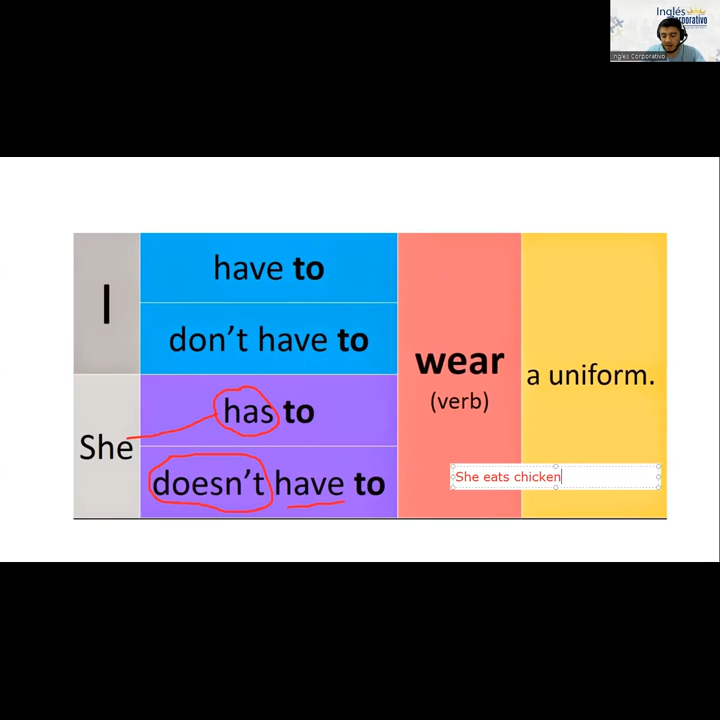 Inglés
Corporativo
Inglés Corporativo
I
have to
don't have to
She
has to
doesn't have to
wear
(verb)
a uniform.
She eats chicken